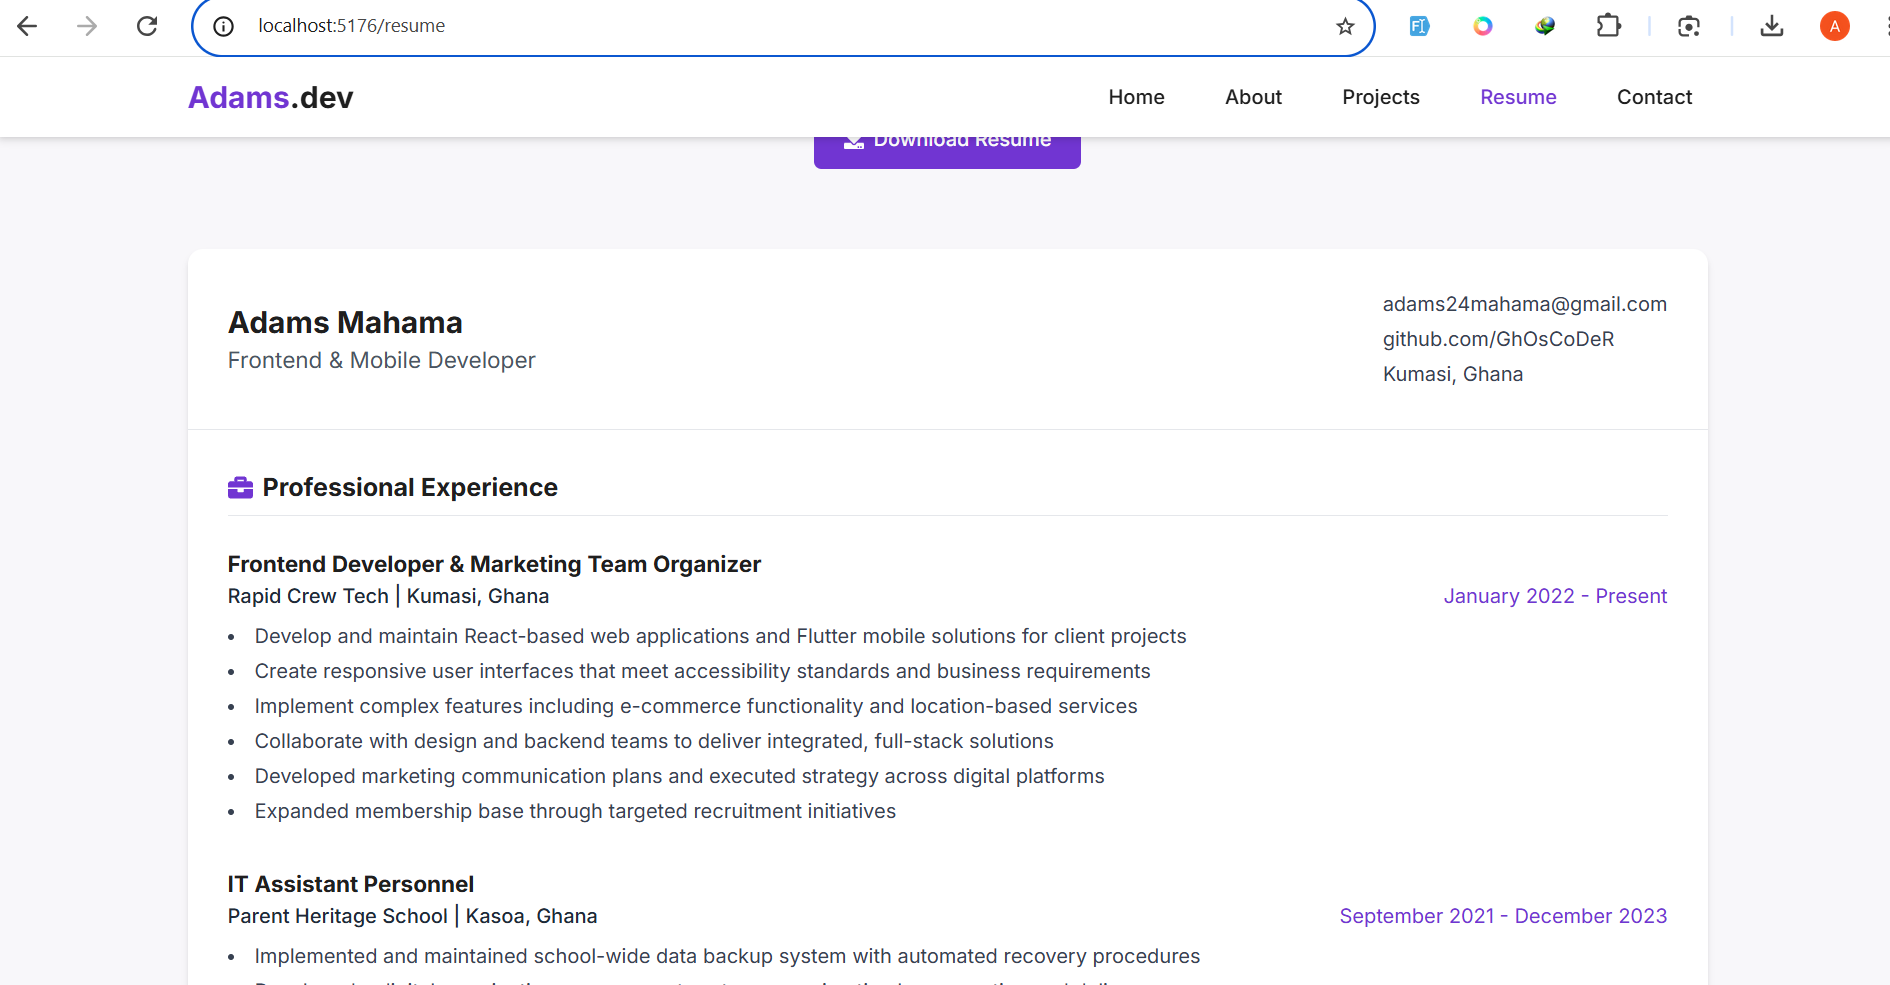 localhost:5176/resume
A
Adams.dev
Home About Projects Resume Contact
Download Resume
Adams Mahama
Frontend & Mobile Developer
adams24mahama@gmail.com
github.com/GhOsCoDeR
Kumasi, Ghana
Professional Experience
Frontend Developer & Marketing Team Organizer
Rapid Crew Tech | Kumasi, Ghana January 2022 - Present
• Develop and maintain React-based web applications and Flutter mobile solutions for client projects
• Create responsive user interfaces that meet accessibility standards and business requirements
• Implement complex features including e-commerce functionality and location-based services
• Collaborate with design and backend teams to deliver integrated, full-stack solutions
• Developed marketing communication plans and executed strategy across digital platforms
• Expanded membership base through targeted recruitment initiatives
IT Assistant Personnel
Parent Heritage School | Kasoa, Ghana September 2021 - December 2023
• Implemented and maintained school-wide data backup system with automated recovery procedures